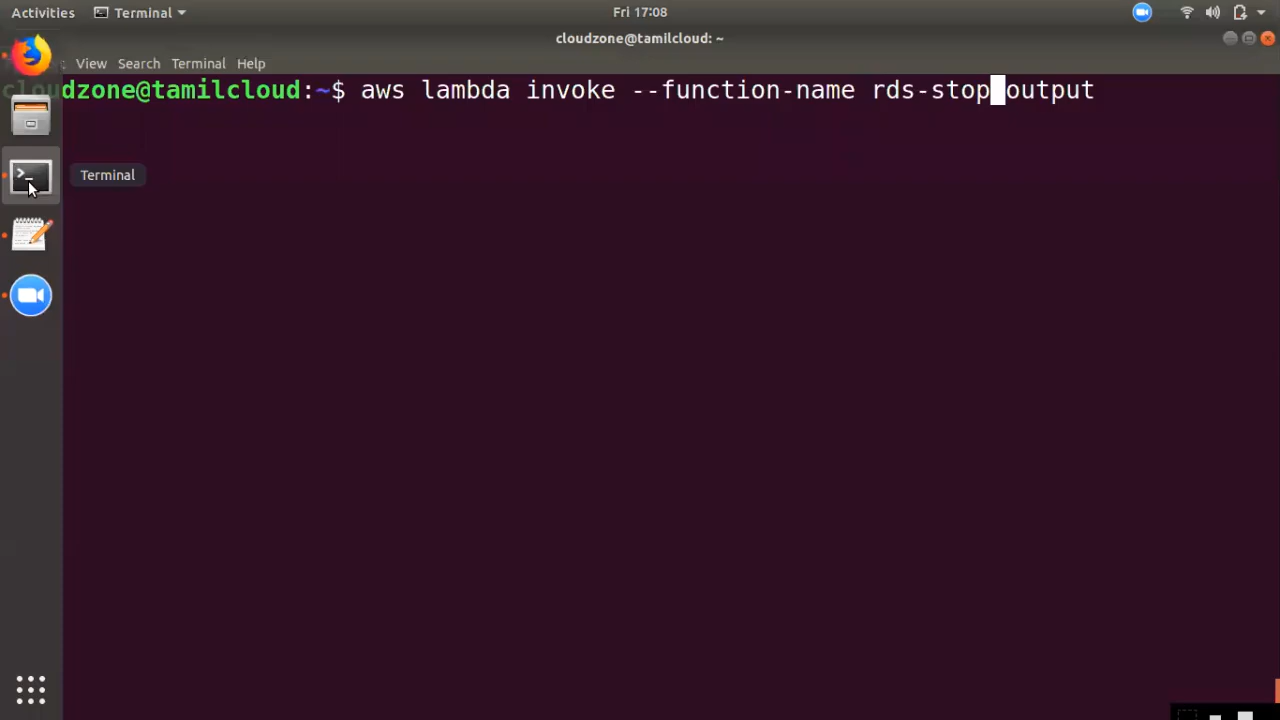 Activities
Terminal
Fri 17:08
cloudzone@tamilcloud: ~
View Search Terminal Help
cloudzone@tamilcloud:~$ aws lambda invoke --function-name rds-stop output
Terminal